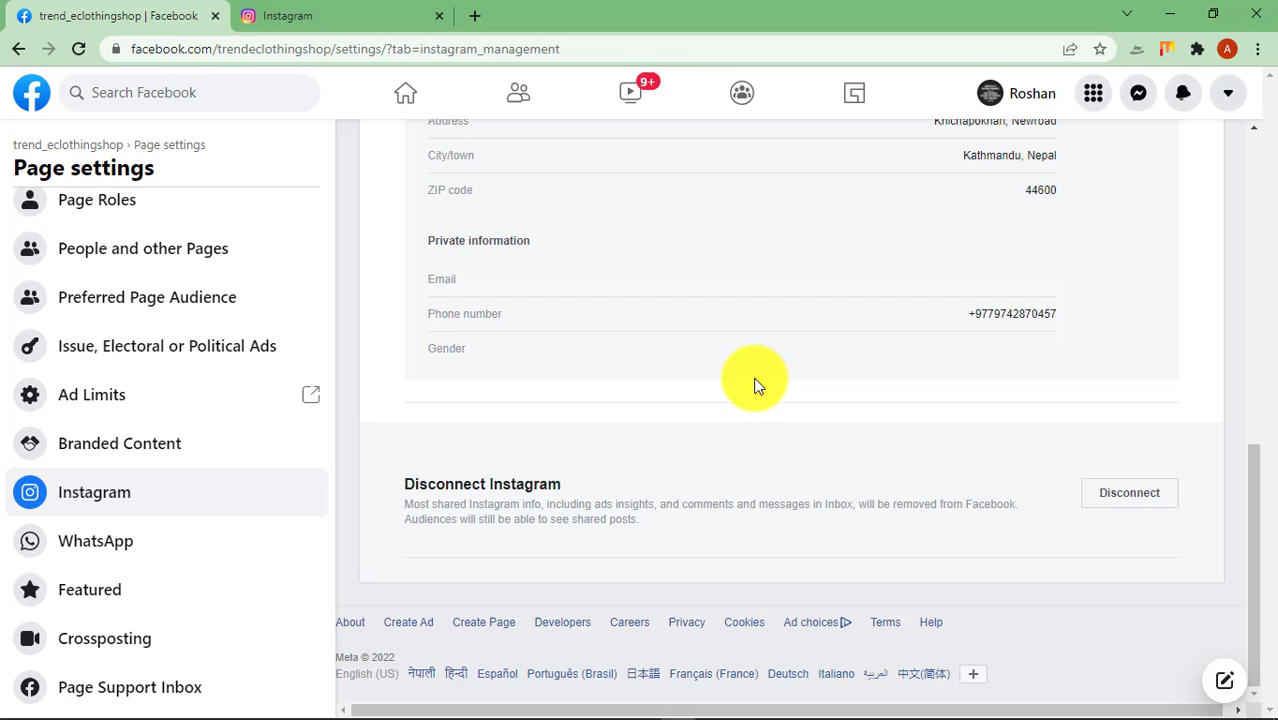 trend_eclothingshop | Facebook
Instagram
facebook.com/trendeclothingshop/settings/?tab=instagram_management
A
Search Facebook
9+
Roshan
trend_eclothingshop › Page settings
Page settings
Page Roles
People and other Pages
Preferred Page Audience
Issue, Electoral or Political Ads
Ad Limits
Branded Content
Instagram
WhatsApp
Featured
Crossposting
Page Support Inbox
Address Khichapokhari, Newroad
City/town Kathmandu, Nepal
ZIP code 44600
Private information
Email
Phone number +9779742870457
Gender
Disconnect Instagram
Most shared Instagram info, including ads insights, and comments and messages in Inbox, will be removed from Facebook.
Audiences will still be able to see shared posts.
Disconnect
About Create Ad Create Page Developers Careers Privacy Cookies Ad choices Terms Help
Meta © 2022
English (US) नेपाली हिन्दी Español Português (Brasil) 日本語 Français (France) Deutsch Italiano العربية 中文(简体)